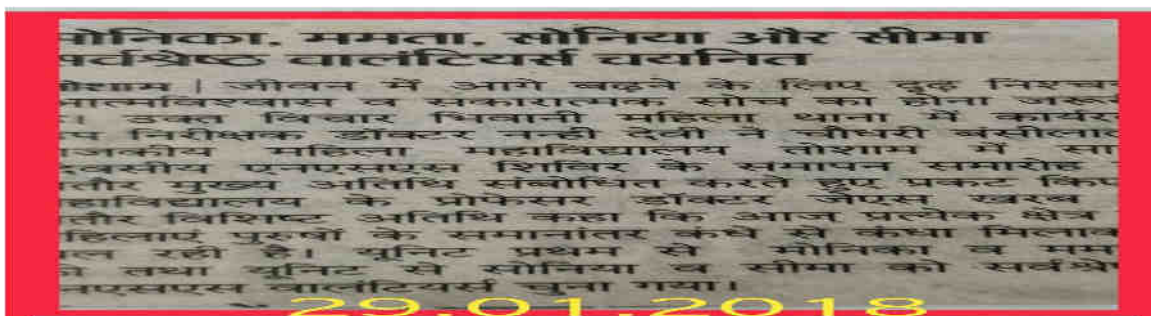 मोनिका, ममता, सोनिया और सीमा
सर्वश्रेष्ठ वालंटियर्स चयनित
तोशाम | जीवन में आगे बढ़ने के लिए दृढ़ निश्चय
आत्मविश्वास व सकारात्मक सोच का होना जरूरी
। उक्त विचार भिवानी महिला थाना में कार्यरत
उप निरीक्षक डॉक्टर नन्ही देवी ने चौधरी बंसीलाल
राजकीय महिला महाविद्यालय तोशाम में सात
दिवसीय एनएसएस शिविर के समापन समारोह
बतौर मुख्य अतिथि संबोधित करते हुए प्रकट किए
महाविद्यालय के प्रोफेसर डॉक्टर जेएस खरब
बतौर विशिष्ट अतिथि कहा कि आज प्रत्येक क्षेत्र
महिलाएं पुरुषों के समानांतर कंधे से कंधा मिलाकर
चल रही है। यूनिट प्रथम से मोनिका व ममता
को तथा यूनिट से सोनिया व सीमा को सर्वश्रेष्ठ
एनएसएस वालंटियर्स चुना गया।
29.01.2018